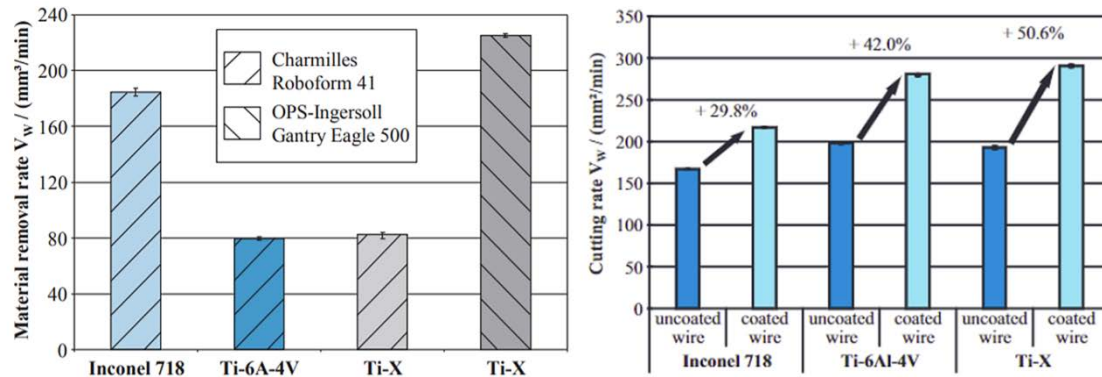 Material removal rate V_W / (mm³/min)
240
200
160
120
80
40
0
Charmilles
Roboform 41
OPS-Ingersoll
Gantry Eagle 500
Inconel 718 Ti-6A-4V Ti-X Ti-X
Cutting rate V_W / (mm²/min)
350
300
250
200
150
100
50
0
+ 29.8%
+ 42.0%
+ 50.6%
uncoated wire
coated wire
uncoated wire
coated wire
uncoated wire
coated wire
Inconel 718 Ti-6Al-4V Ti-X